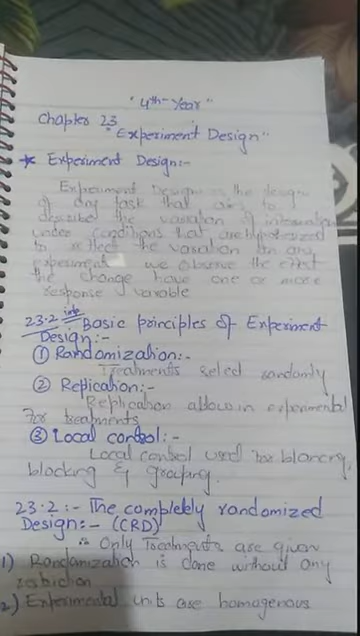 "4th-Year"
Chapter 23
"Experiment Design"
* Experiment Design:-
Experiment Design is the design
of any task that aims to
describe the variation of information
under conditions that are hypothesized
to reflect the variation In any
experiment we observe the effect
the change have one or more
response variable
23.2 Basic principles of Experiment
Design:-
① Randomization:-
Treatments select randomly
② Replication:-
Replication allow in experimental
For treatments
③ Local control:-
Local control used for
blocking & grouping.
23.2:- The completly randomized
Design:- (CRD)
Only Treatments are given
1) Randomization is done without any
restriction
2) Experimental units are homogenous